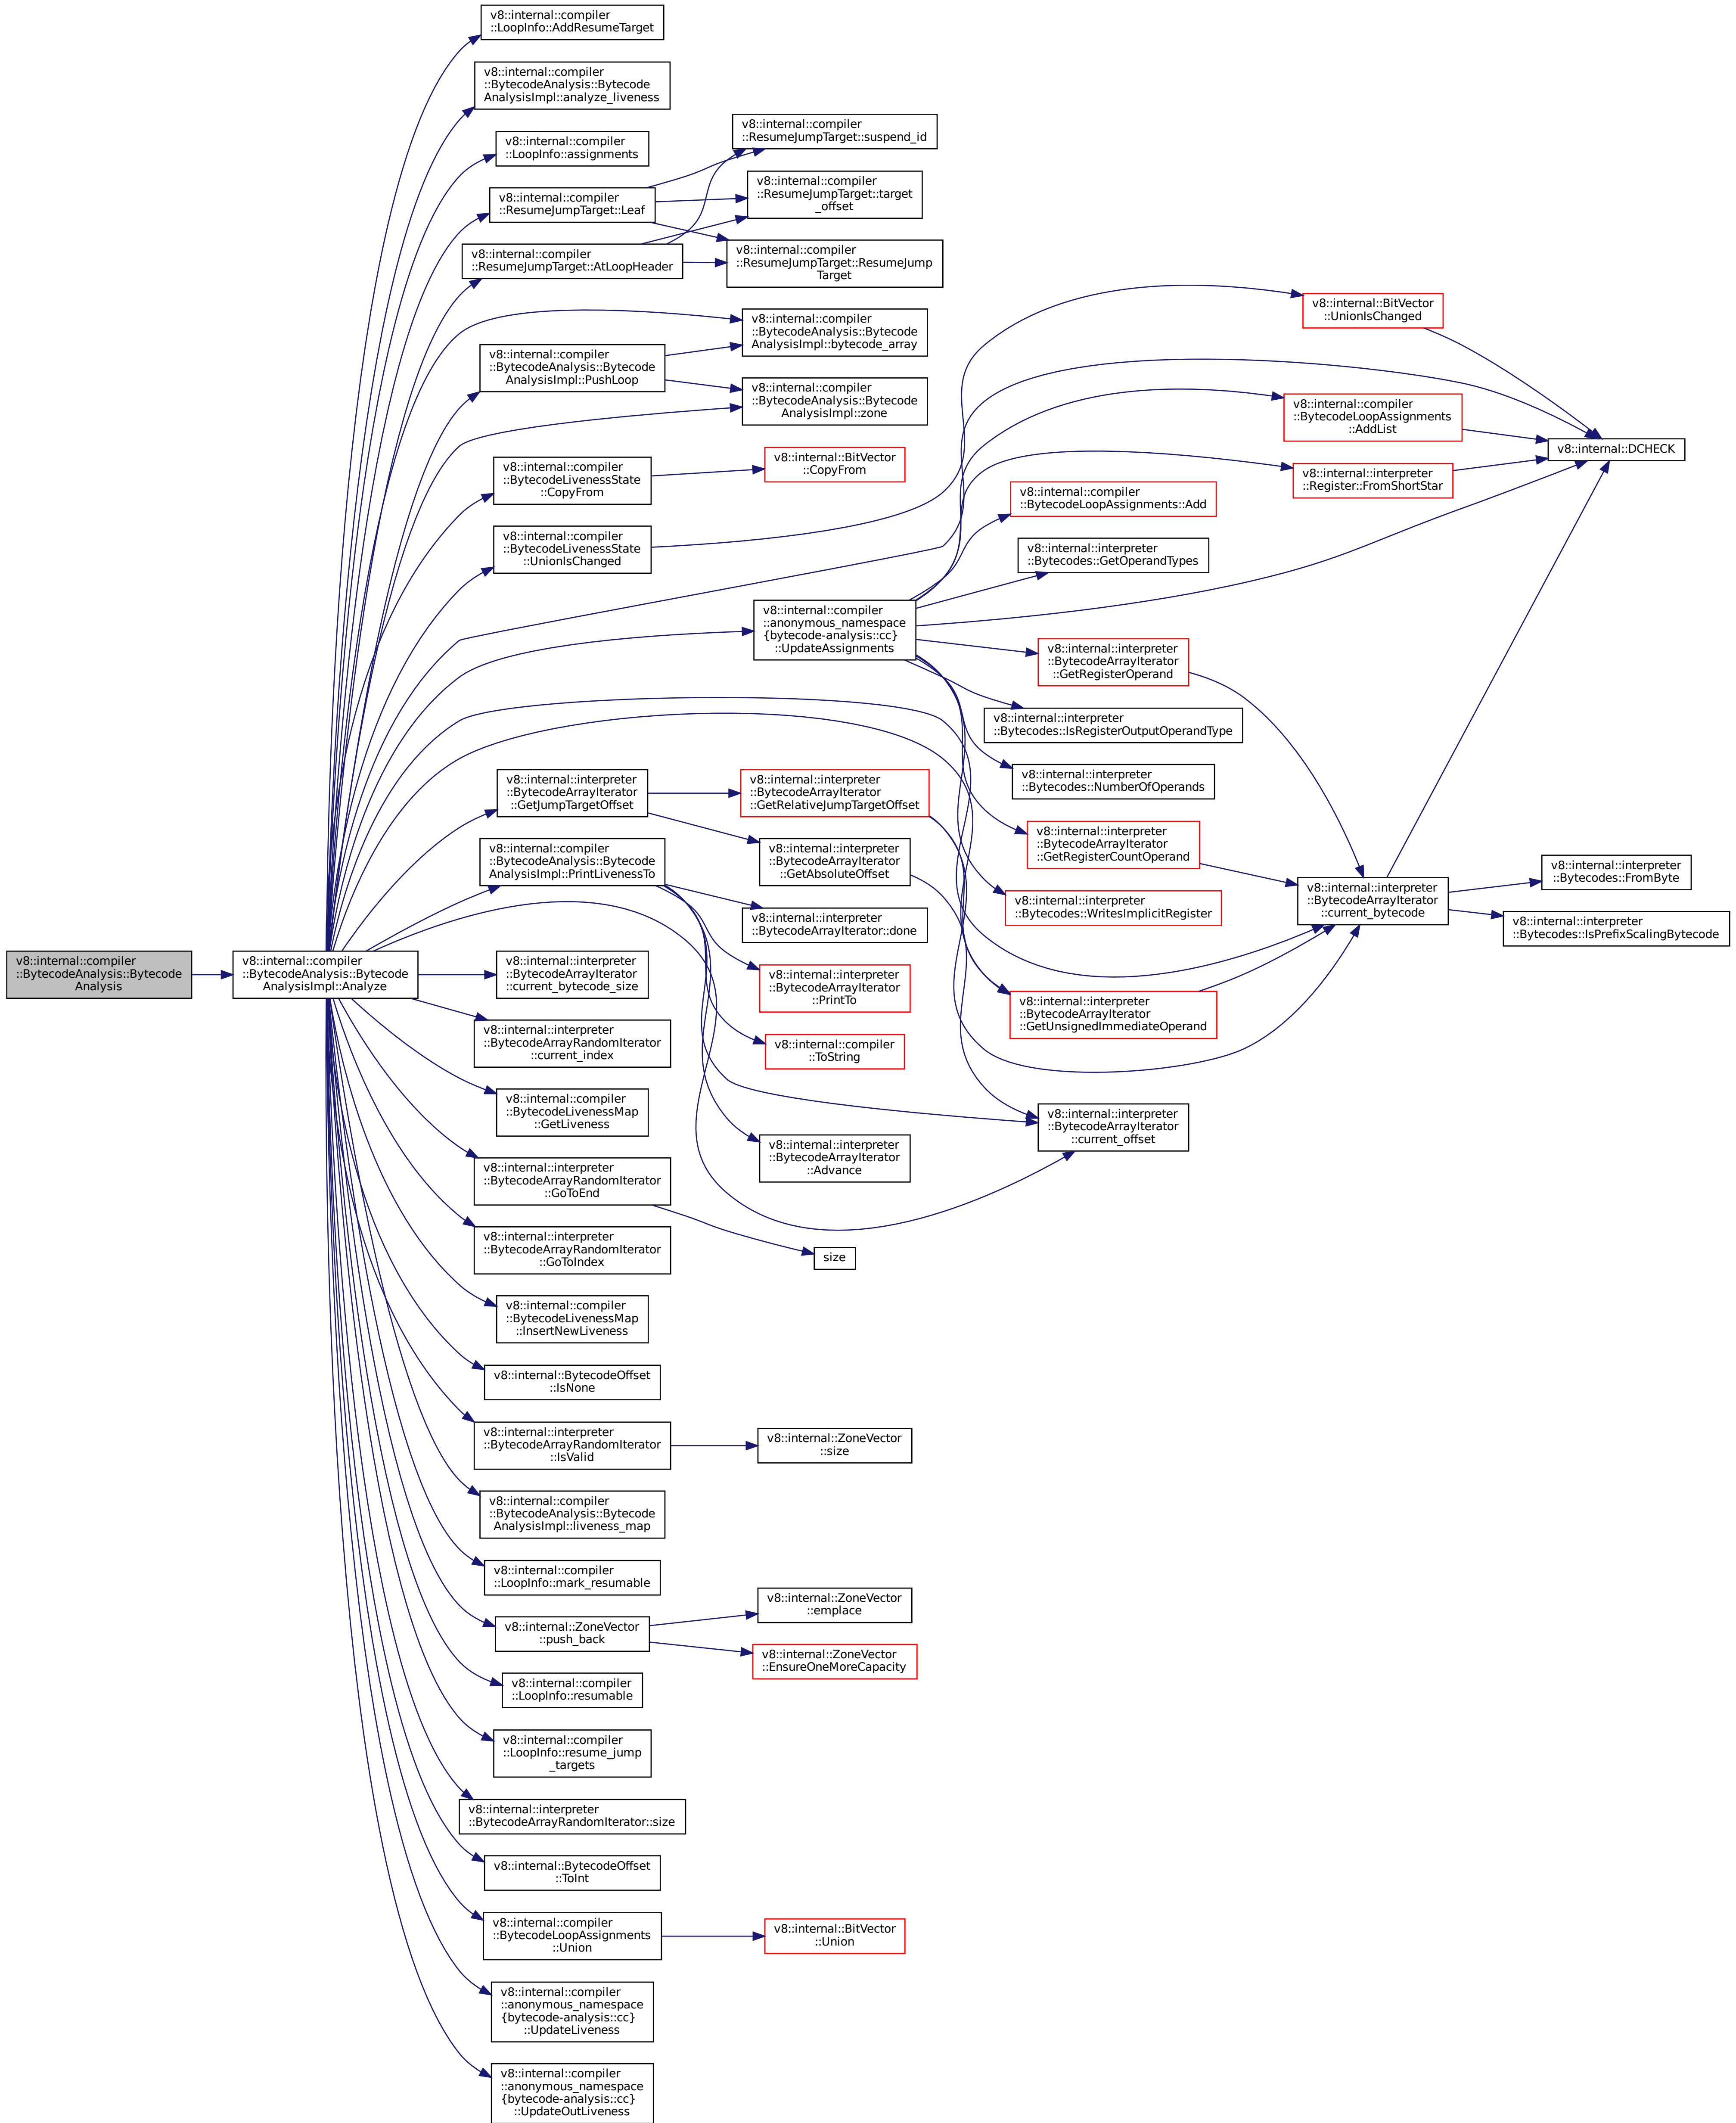 v8::internal::compiler
::BytecodeAnalysis::Bytecode
Analysis
v8::internal::compiler
::BytecodeAnalysis::Bytecode
AnalysisImpl::Analyze
v8::internal::compiler
::LoopInfo::AddResumeTarget
v8::internal::compiler
::BytecodeAnalysis::Bytecode
AnalysisImpl::analyze_liveness
v8::internal::compiler
::LoopInfo::assignments
v8::internal::compiler
::ResumeJumpTarget::Leaf
v8::internal::compiler
::ResumeJumpTarget::AtLoopHeader
v8::internal::compiler
::BytecodeAnalysis::Bytecode
AnalysisImpl::PushLoop
v8::internal::compiler
::BytecodeLivenessState
::CopyFrom
v8::internal::compiler
::BytecodeLivenessState
::UnionIsChanged
v8::internal::interpreter
::BytecodeArrayIterator
::GetJumpTargetOffset
v8::internal::compiler
::BytecodeAnalysis::Bytecode
AnalysisImpl::PrintLivenessTo
v8::internal::interpreter
::BytecodeArrayIterator
::current_bytecode_size
v8::internal::interpreter
::BytecodeArrayRandomIterator
::current_index
v8::internal::compiler
::BytecodeLivenessMap
::GetLiveness
v8::internal::interpreter
::BytecodeArrayRandomIterator
::GoToEnd
v8::internal::interpreter
::BytecodeArrayRandomIterator
::GoToIndex
v8::internal::compiler
::BytecodeLivenessMap
::InsertNewLiveness
v8::internal::BytecodeOffset
::IsNone
v8::internal::interpreter
::BytecodeArrayRandomIterator
::IsValid
v8::internal::compiler
::BytecodeAnalysis::Bytecode
AnalysisImpl::liveness_map
v8::internal::compiler
::LoopInfo::mark_resumable
v8::internal::ZoneVector
::push_back
v8::internal::compiler
::LoopInfo::resumable
v8::internal::compiler
::LoopInfo::resume_jump
_targets
v8::internal::interpreter
::BytecodeArrayRandomIterator::size
v8::internal::BytecodeOffset
::ToInt
v8::internal::compiler
::BytecodeLoopAssignments
::Union
v8::internal::compiler
::anonymous_namespace
{bytecode-analysis::cc}
::UpdateLiveness
v8::internal::compiler
::anonymous_namespace
{bytecode-analysis::cc}
::UpdateOutLiveness
v8::internal::compiler
::ResumeJumpTarget::suspend_id
v8::internal::compiler
::ResumeJumpTarget::target
_offset
v8::internal::compiler
::ResumeJumpTarget::ResumeJump
Target
v8::internal::compiler
::BytecodeAnalysis::Bytecode
AnalysisImpl::bytecode_array
v8::internal::compiler
::BytecodeAnalysis::Bytecode
AnalysisImpl::zone
v8::internal::BitVector
::CopyFrom
v8::internal::compiler
::anonymous_namespace
{bytecode-analysis::cc}
::UpdateAssignments
v8::internal::interpreter
::BytecodeArrayIterator
::GetRelativeJumpTargetOffset
v8::internal::interpreter
::BytecodeArrayIterator
::GetAbsoluteOffset
v8::internal::interpreter
::BytecodeArrayIterator::done
v8::internal::interpreter
::BytecodeArrayIterator
::PrintTo
v8::internal::compiler
::ToString
v8::internal::interpreter
::BytecodeArrayIterator
::Advance
size
v8::internal::ZoneVector
::size
v8::internal::ZoneVector
::emplace
v8::internal::ZoneVector
::EnsureOneMoreCapacity
v8::internal::BitVector
::Union
v8::internal::compiler
::BytecodeLoopAssignments::Add
v8::internal::interpreter
::Bytecodes::GetOperandTypes
v8::internal::interpreter
::BytecodeArrayIterator
::GetRegisterOperand
v8::internal::interpreter
::Bytecodes::IsRegisterOutputOperandType
v8::internal::interpreter
::Bytecodes::NumberOfOperands
v8::internal::interpreter
::BytecodeArrayIterator
::GetRegisterCountOperand
v8::internal::interpreter
::Bytecodes::WritesImplicitRegister
v8::internal::interpreter
::BytecodeArrayIterator
::GetUnsignedImmediateOperand
v8::internal::interpreter
::BytecodeArrayIterator
::current_offset
v8::internal::BitVector
::UnionIsChanged
v8::internal::compiler
::BytecodeLoopAssignments
::AddList
v8::internal::interpreter
::Register::FromShortStar
v8::internal::interpreter
::BytecodeArrayIterator
::current_bytecode
v8::internal::DCHECK
v8::internal::interpreter
::Bytecodes::FromByte
v8::internal::interpreter
::Bytecodes::IsPrefixScalingBytecode